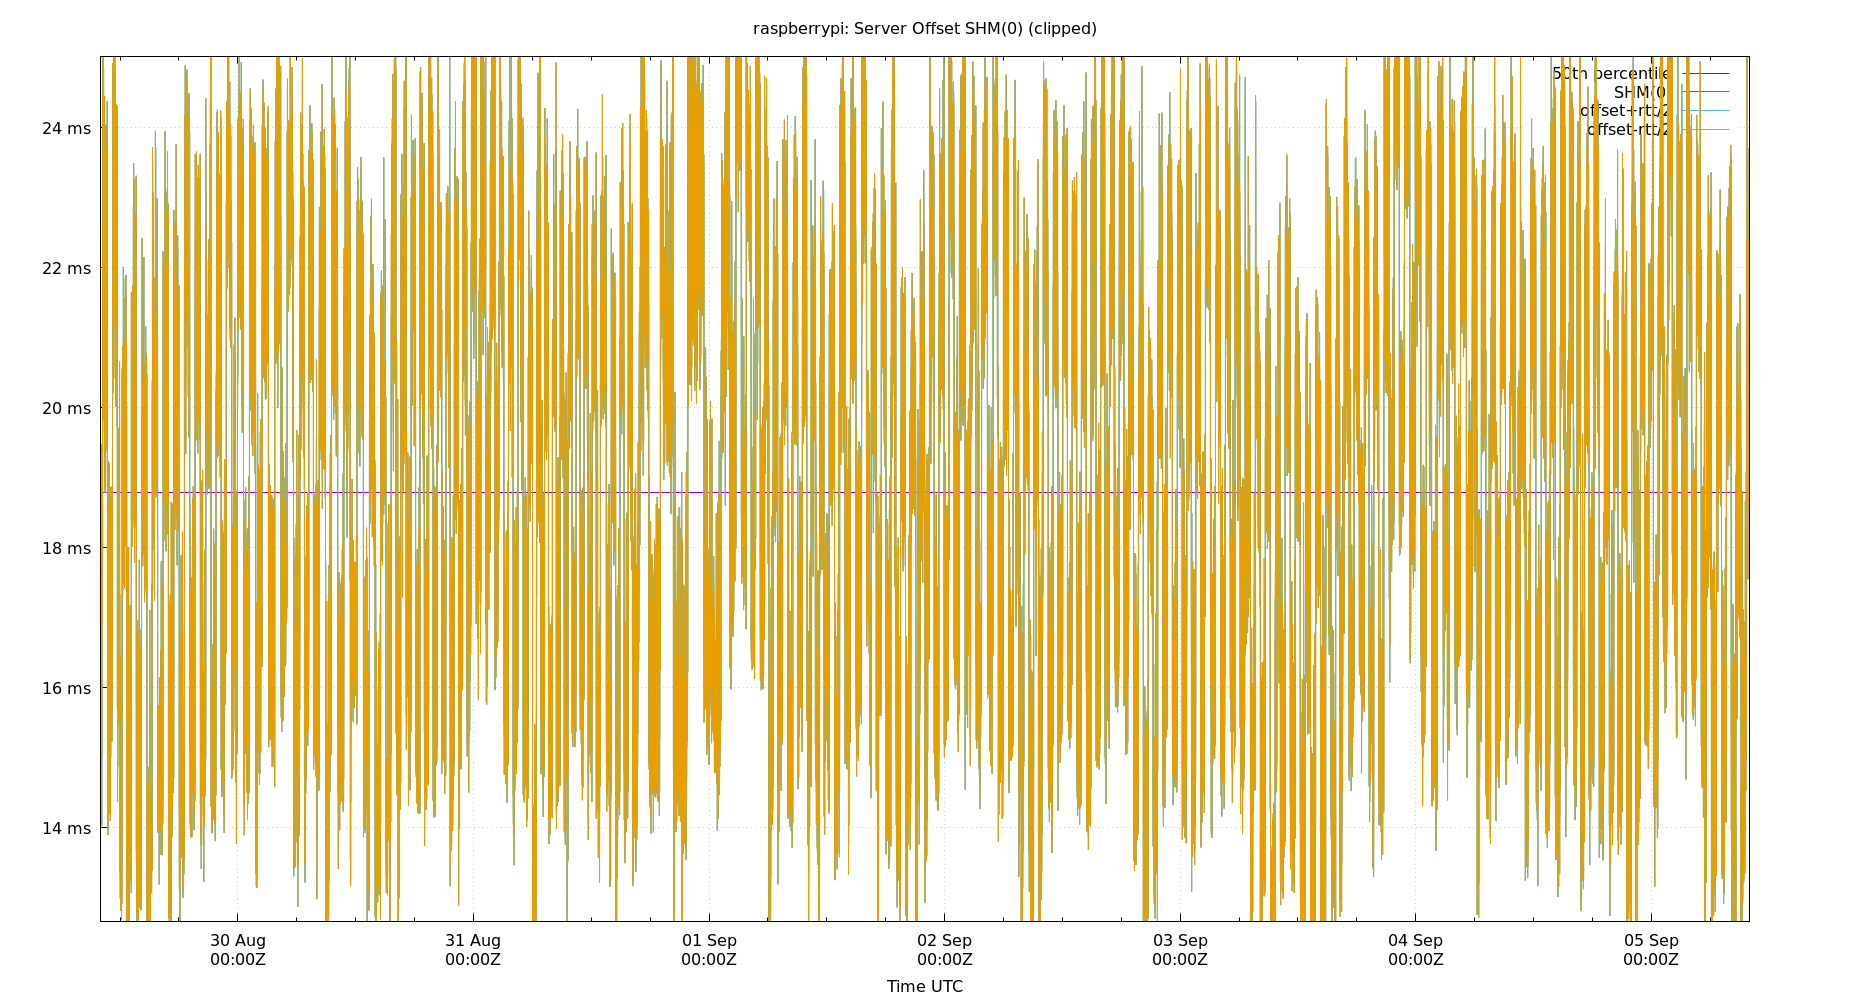 raspberrypi: Server Offset SHM(0) (clipped)
50th percentile
SHM(0)
offset+rtt/2
offset-rtt/2
24 ms
22 ms
20 ms
18 ms
16 ms
14 ms
30 Aug 31 Aug 01 Sep 02 Sep 03 Sep 04 Sep 05 Sep
00:00Z 00:00Z 00:00Z 00:00Z 00:00Z 00:00Z 00:00Z
Time UTC